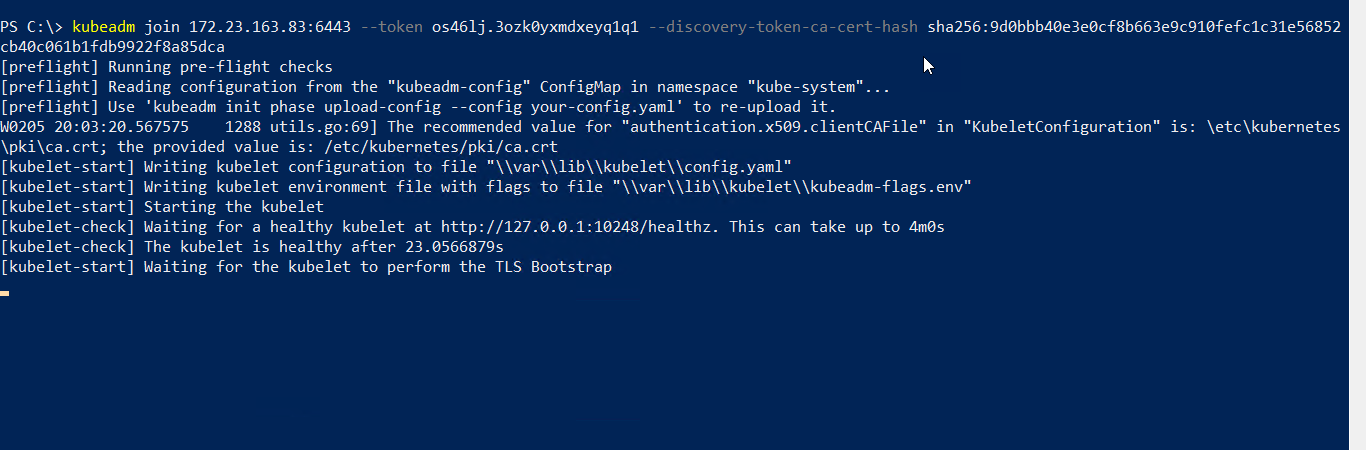 PS C:\> kubeadm join 172.23.163.83:6443 --token os46lj.3ozk0yxmdxeyq1q1 --discovery-token-ca-cert-hash sha256:9d0bbb40e3e0cf8b663e9c910fefc1c31e56852
cb40c061b1fdb9922f8a85dca
[preflight] Running pre-flight checks
[preflight] Reading configuration from the "kubeadm-config" ConfigMap in namespace "kube-system"...
[preflight] Use 'kubeadm init phase upload-config --config your-config.yaml' to re-upload it.
W0205 20:03:20.567575    1288 utils.go:69] The recommended value for "authentication.x509.clientCAFile" in "KubeletConfiguration" is: \etc\kubernetes
\pki\ca.crt; the provided value is: /etc/kubernetes/pki/ca.crt
[kubelet-start] Writing kubelet configuration to file "\\var\\lib\\kubelet\\config.yaml"
[kubelet-start] Writing kubelet environment file with flags to file "\\var\\lib\\kubelet\\kubeadm-flags.env"
[kubelet-start] Starting the kubelet
[kubelet-check] Waiting for a healthy kubelet at http://127.0.0.1:10248/healthz. This can take up to 4m0s
[kubelet-check] The kubelet is healthy after 23.0566879s
[kubelet-start] Waiting for the kubelet to perform the TLS Bootstrap